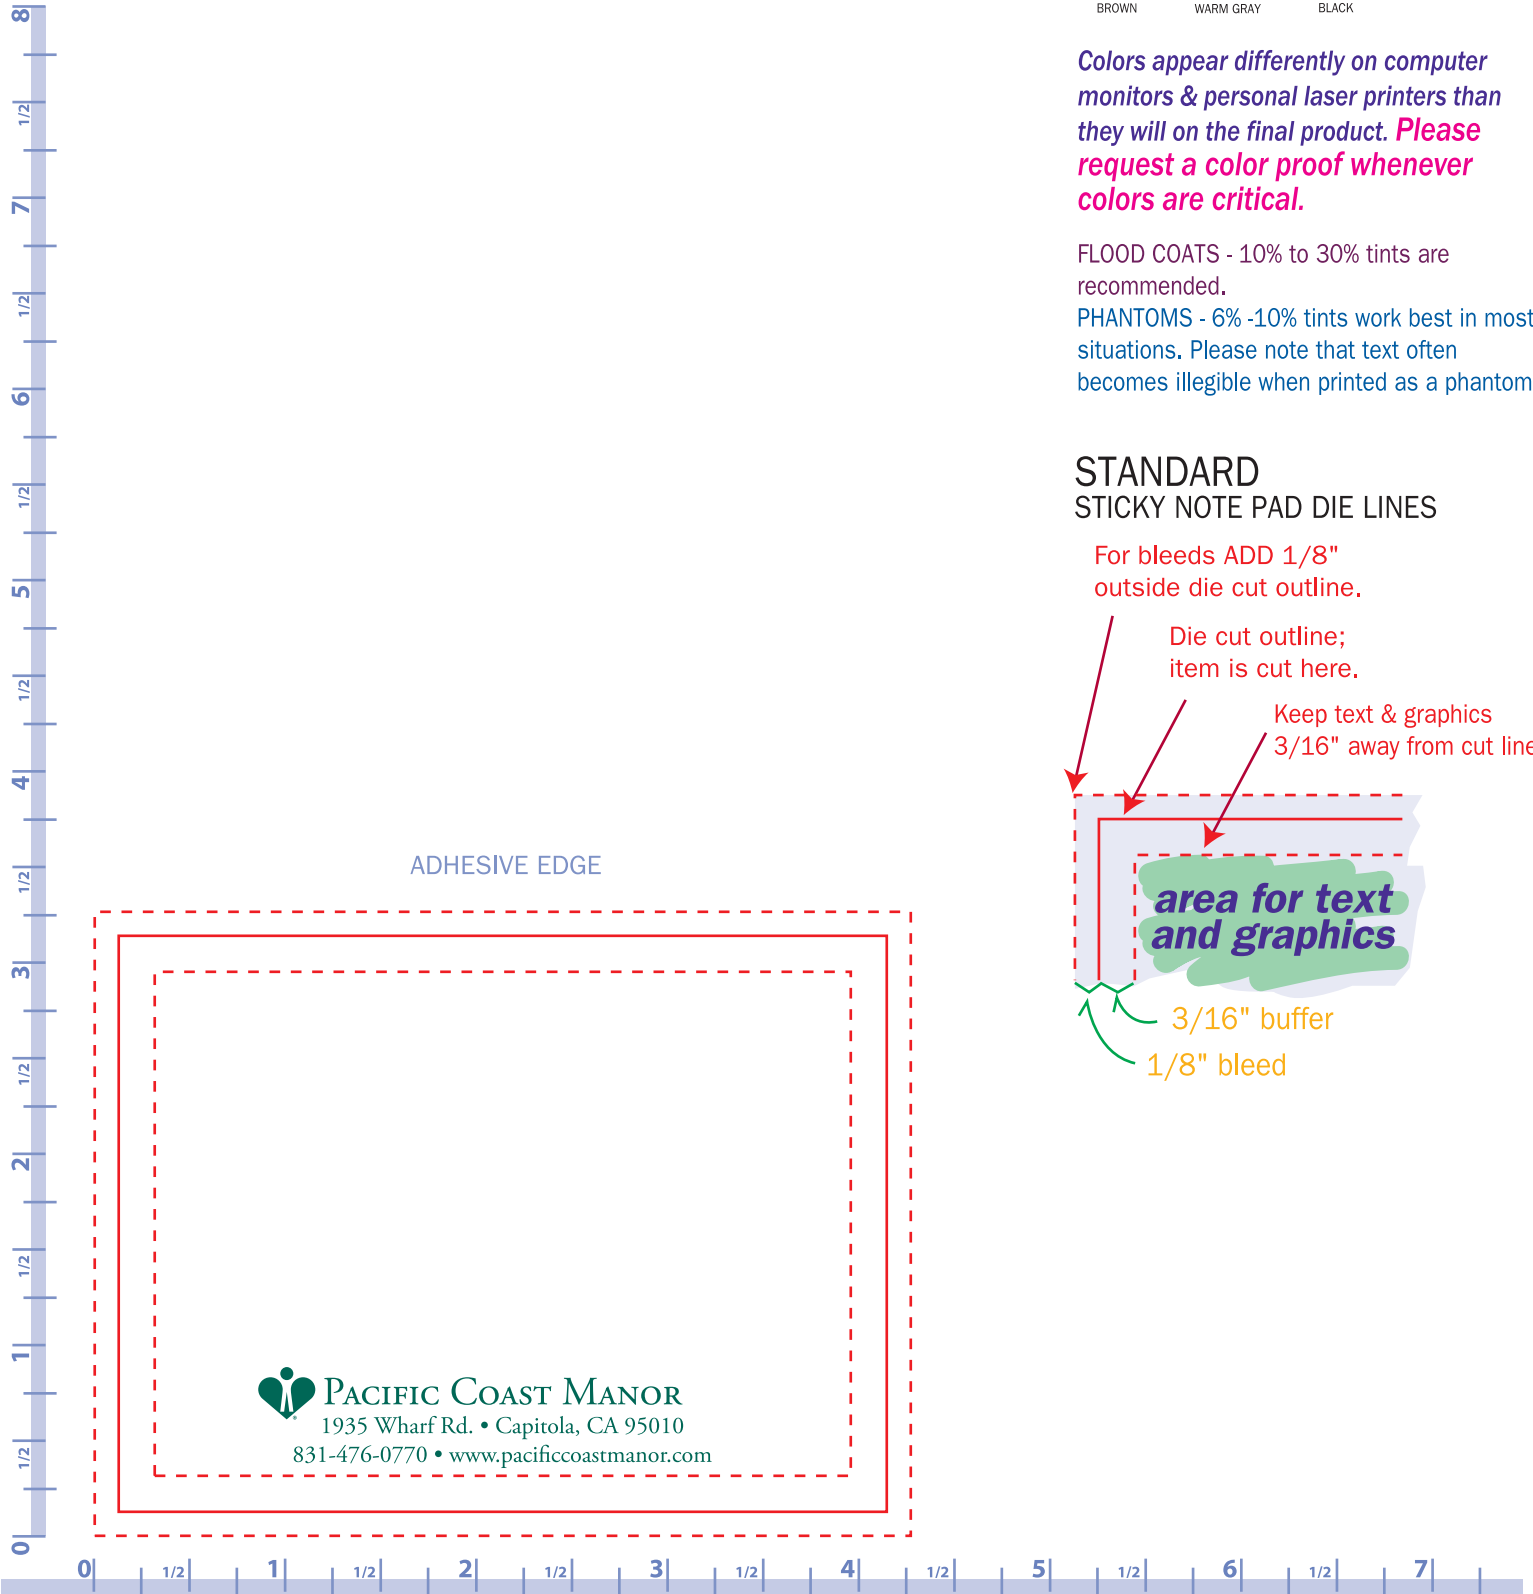 BROWN WARM GRAY BLACK
Colors appear differently on computer
monitors & personal laser printers than
they will on the final product. Please
request a color proof whenever
colors are critical.
FLOOD COATS - 10% to 30% tints are
recommended.
PHANTOMS - 6% -10% tints work best in most
situations. Please note that text often
becomes illegible when printed as a phantom
STANDARD
STICKY NOTE PAD DIE LINES
For bleeds ADD 1/8"
outside die cut outline.
Die cut outline;
item is cut here.
Keep text & graphics
3/16" away from cut line
area for text
and graphics
3/16" buffer
1/8" bleed
ADHESIVE EDGE
PACIFIC COAST MANOR
1935 Wharf Rd. • Capitola, CA 95010
831-476-0770 • www.pacificcoastmanor.com
8
1/2
7
1/2
6
1/2
5
1/2
4
1/2
3
1/2
2
1/2
1
1/2
0
0 1/2 1 1/2 2 1/2 3 1/2 4 1/2 5 1/2 6 1/2 7